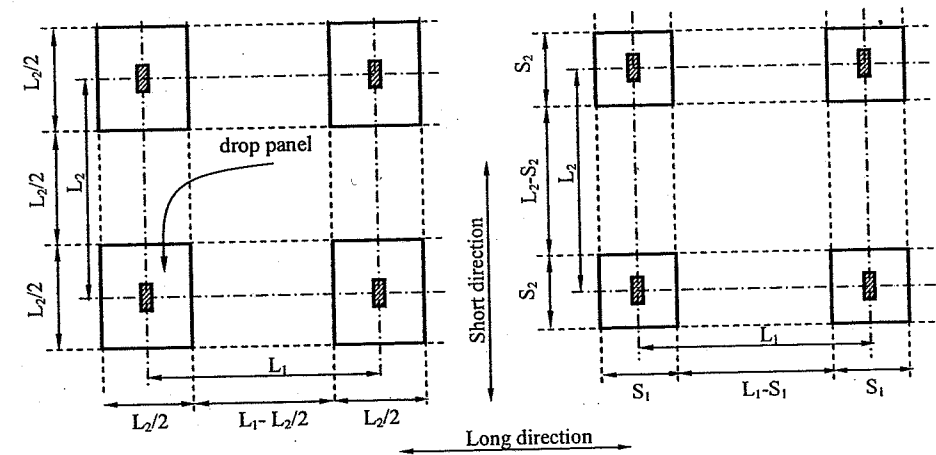 L₂/2
L₂/2
L₂/2
L₂
drop panel
L₁
L₂/2
L₁- L₂/2
L₂/2
Short direction
Long direction
S₂
L₂-S₂
S₂
L₂
L₁
S₁
L₁-S₁
S₁